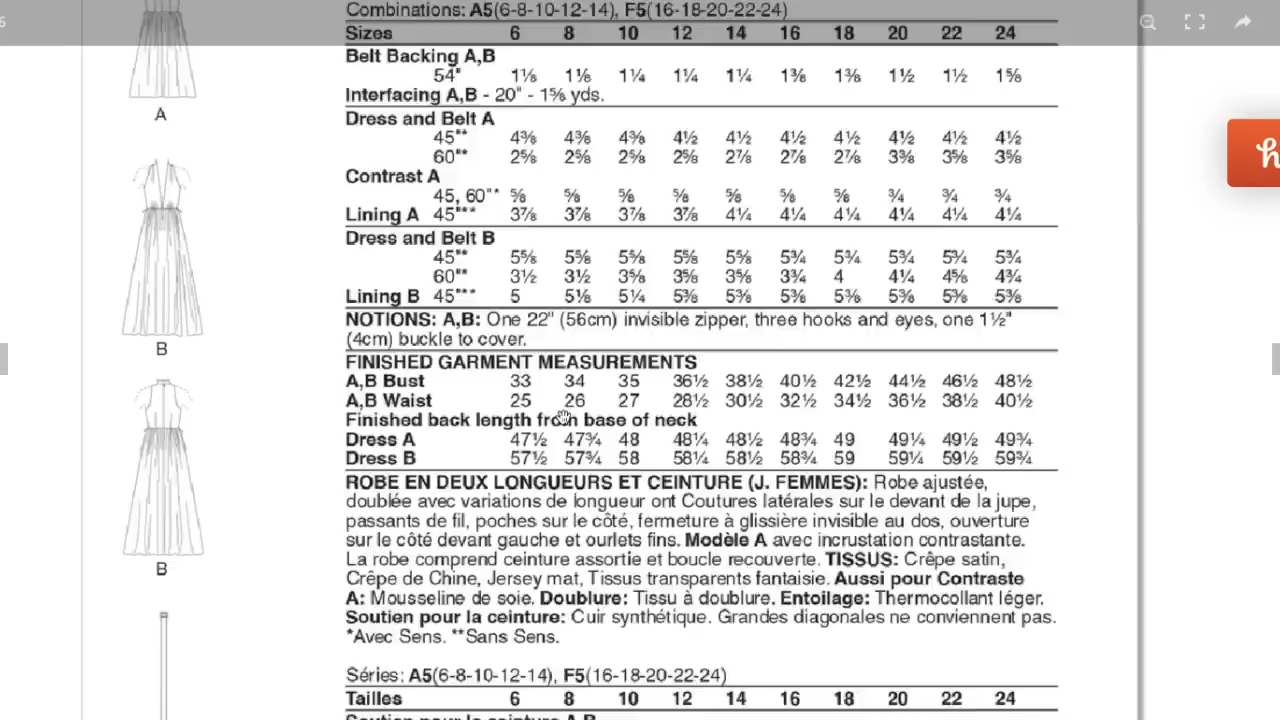 6
Combinations: A5(6-8-10-12-14), F5(16-18-20-22-24)
Sizes 6 8 10 12 14 16 18 20 22 24
Belt Backing A,B
54" 1⅛ 1⅛ 1¼ 1¼ 1¼ 1⅜ 1⅜ 1½ 1½ 1⅝
Interfacing A,B - 20" - 1⅝ yds.
Dress and Belt A
45** 4⅜ 4⅜ 4⅜ 4½ 4½ 4½ 4½ 4½ 4½ 4½
60** 2⅝ 2⅝ 2⅝ 2⅝ 2⅞ 2⅞ 2⅞ 3⅜ 3⅝ 3⅝
Contrast A
45, 60** ⅝ ⅝ ⅝ ⅝ ⅝ ⅝ ⅝ ¾ ¾ ¾
Lining A 45"** 3⅞ 3⅞ 3⅞ 3⅞ 4¼ 4¼ 4¼ 4¼ 4¼ 4¼
Dress and Belt B
45** 5⅝ 5⅝ 5⅝ 5⅝ 5⅝ 5¾ 5¾ 5¾ 5¾ 5¾
60** 3½ 3½ 3⅝ 3⅝ 3⅝ 3¾ 4 4¼ 4⅝ 4¾
Lining B 45"** 5 5⅛ 5¼ 5⅜ 5⅜ 5⅜ 5⅜ 5⅜ 5⅜ 5⅜
NOTIONS: A,B: One 22" (56cm) invisible zipper, three hooks and eyes, one 1½"
(4cm) buckle to cover.
FINISHED GARMENT MEASUREMENTS
A,B Bust 33 34 35 36½ 38½ 40½ 42½ 44½ 46½ 48½
A,B Waist 25 26 27 28½ 30½ 32½ 34½ 36½ 38½ 40½
Finished back length from base of neck
Dress A 47½ 47¾ 48 48¼ 48½ 48¾ 49 49¼ 49½ 49¾
Dress B 57½ 57¾ 58 58¼ 58½ 58¾ 59 59¼ 59½ 59¾
ROBE EN DEUX LONGUEURS ET CEINTURE (J. FEMMES): Robe ajustée,
doublée avec variations de longueur ont Coutures latérales sur le devant de la jupe,
passants de fil, poches sur le côté, fermeture à glissière invisible au dos, ouverture
sur le côté devant gauche et ourlets fins. Modèle A avec incrustation contrastante.
La robe comprend ceinture assortie et boucle recouverte. TISSUS: Crêpe satin,
Crêpe de Chine, Jersey mat, Tissus transparents fantaisie. Aussi pour Contraste
A: Mousseline de soie. Doublure: Tissu à doublure. Entoilage: Thermocollant léger.
Soutien pour la ceinture: Cuir synthétique. Grandes diagonales ne conviennent pas.
*Avec Sens. **Sans Sens.
Séries: A5(6-8-10-12-14), F5(16-18-20-22-24)
Tailles 6 8 10 12 14 16 18 20 22 24
Soutien pour la ceinture A,B
A
B
B
h